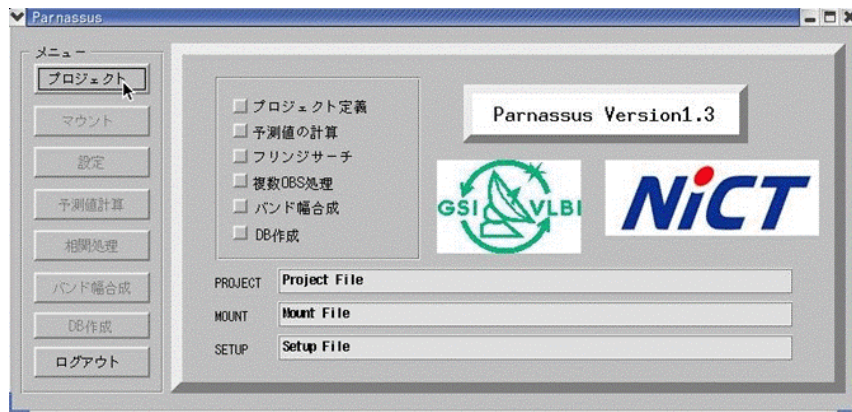 Parnassus
メニュー
プロジェクト
マウント
設定
予測値計算
相関処理
バンド幅合成
DB作成
ログアウト
プロジェクト定義
予測値の計算
フリンジサーチ
複数OBS処理
バンド幅合成
DB作成
Parnassus Version1.3
GSI VLBI
NiCT
PROJECT Project File
MOUNT Mount File
SETUP Setup File